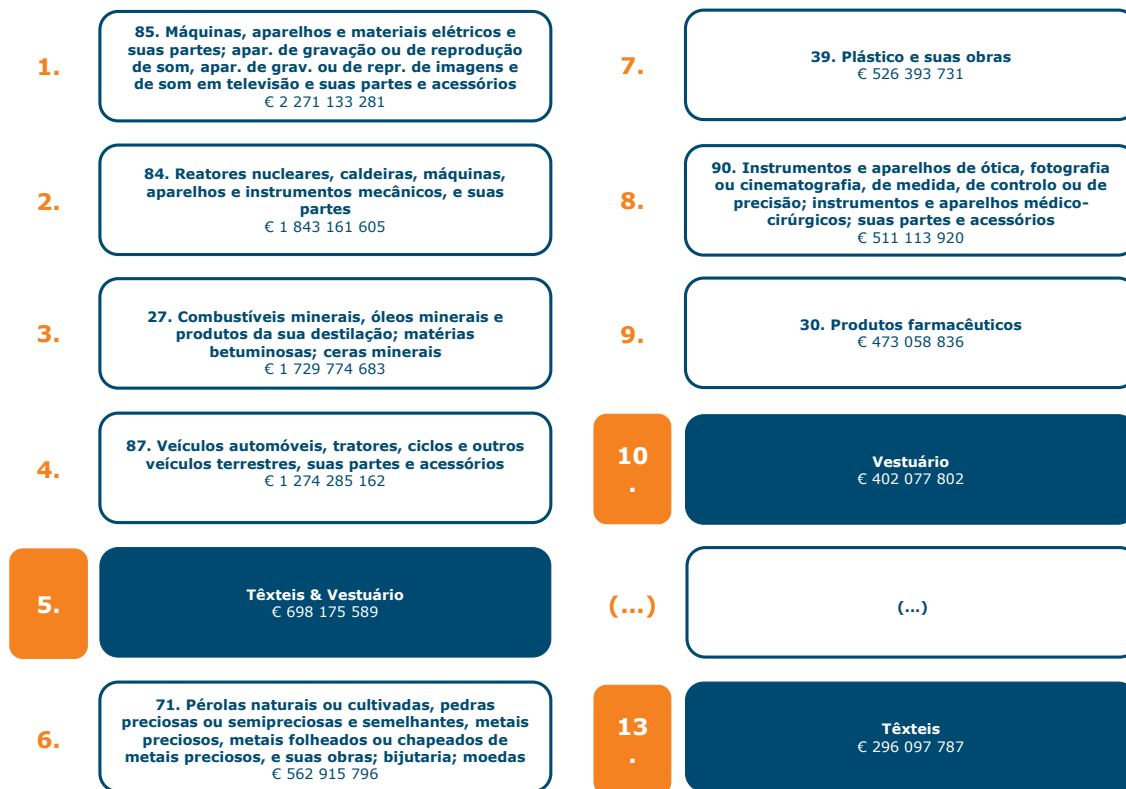 1.
85. Máquinas, aparelhos e materiais elétricos e
suas partes; apar. de gravação ou de reprodução
de som, apar. de grav. ou de repr. de imagens e
de som em televisão e suas partes e acessórios
€ 2 271 133 281
2.
84. Reatores nucleares, caldeiras, máquinas,
aparelhos e instrumentos mecânicos, e suas
partes
€ 1 843 161 605
3.
27. Combustíveis minerais, óleos minerais e
produtos da sua destilação; matérias
betuminosas; ceras minerais
€ 1 729 774 683
4.
87. Veículos automóveis, tratores, ciclos e outros
veículos terrestres, suas partes e acessórios
€ 1 274 285 162
5.
Têxteis & Vestuário
€ 698 175 589
6.
71. Pérolas naturais ou cultivadas, pedras
preciosas ou semipreciosas e semelhantes, metais
preciosos, metais folheados ou chapeados de
metais preciosos, e suas obras; bijutaria; moedas
€ 562 915 796
7.
39. Plástico e suas obras
€ 526 393 731
8.
90. Instrumentos e aparelhos de ótica, fotografia
ou cinematografia, de medida, de controlo ou de
precisão; instrumentos e aparelhos médico-
cirúrgicos; suas partes e acessórios
€ 511 113 920
9.
30. Produtos farmacêuticos
€ 473 058 836
10
.
Vestuário
€ 402 077 802
(...)
(...)
13
.
Têxteis
€ 296 097 787